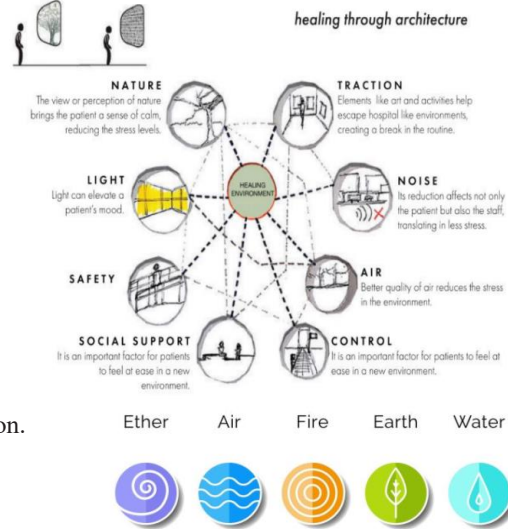 healing through architecture
NATURE
The view or perception of nature
brings the patient a sense of calm,
reducing the stress levels.
TRACTION
Elements like art and activities help
escape hospital like environments,
creating a break in the routine.
LIGHT
Light can elevate a
patient's mood.
HEALING
ENVIRONMENT
NOISE
Its reduction affects not only
the patient but also the staff,
translating in less stress.
SAFETY
AIR
Better quality of air reduces the stress
in the environment.
SOCIAL SUPPORT
It is an important factor for patients
to feel at ease in a new
environment.
CONTROL
It is an important factor for patients to feel at
ease in a new environment.
on.
Ether Air Fire Earth Water